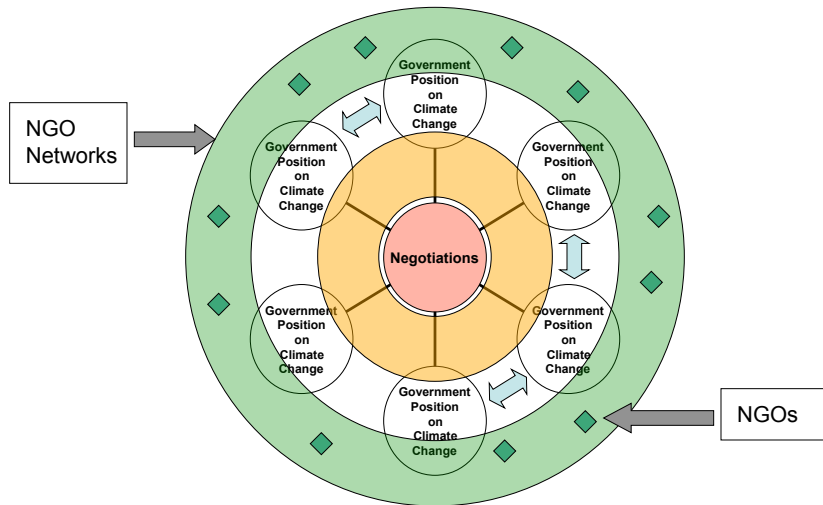 Government
Position
on
Climate
Change
NGO
Networks
Government
Position
on
Climate
Change
Government
Position
on
Climate
Change
Negotiations
Government
Position
on
Climate
Change
Government
Position
on
Climate
Change
Government
Position
on
Climate
Change
NGOs